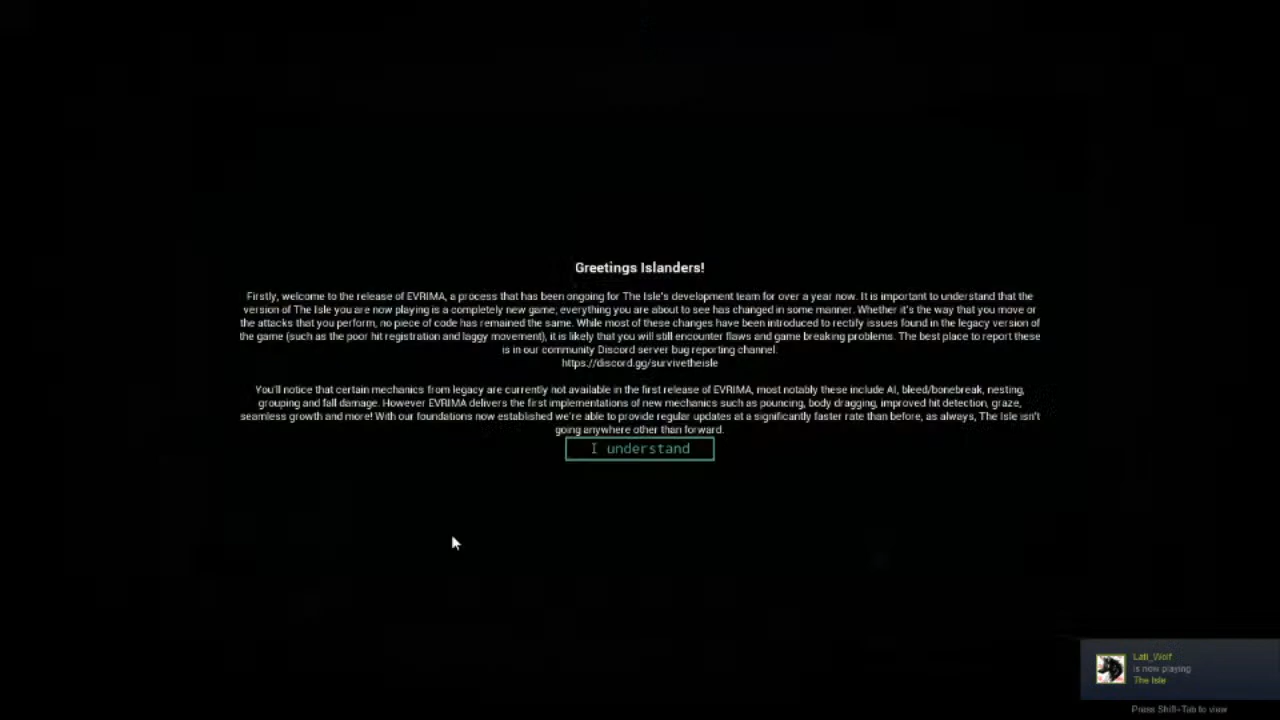 Greetings Islanders!
Firstly, welcome to the release of EVRIMA, a process that has been ongoing for The Isle's development team for over a year now. It is important to understand that the
version of The Isle you are now playing is a completely new game; everything you are about to see has changed in some manner. Whether it's the way that you move or
the attacks that you perform, no piece of code has remained the same. While most of these changes have been introduced to rectify issues found in the legacy version of
the game (such as the poor hit registration and laggy movement), it is likely that you will still encounter flaws and game breaking problems. The best place to report these
is in our community Discord server bug reporting channel.
https://discord.gg/survivetheisle
You'll notice that certain mechanics from legacy are currently not available in the first release of EVRIMA, most notably these include AI, bleed/bonebreak, nesting,
grouping and fall damage. However EVRIMA delivers the first implementations of new mechanics such as pouncing, body dragging, improved hit detection, graze,
seamless growth and more! With our foundations now established we're able to provide regular updates at a significantly faster rate than before, as always, The Isle isn't
going anywhere other than forward.
I understand
Lati_Wolf
is now playing
The Isle
Press Shift+Tab to view